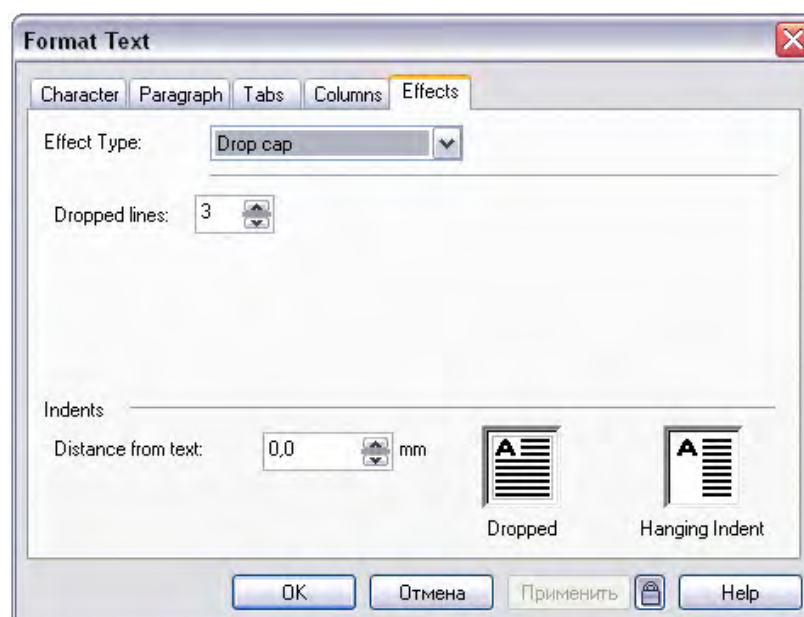 Format Text
Character Paragraph Tabs Columns Effects
Effect Type: Drop cap
Dropped lines: 3
Indents
Distance from text: 0,0 mm
A A
Dropped Hanging Indent
OK Отмена Применить Help